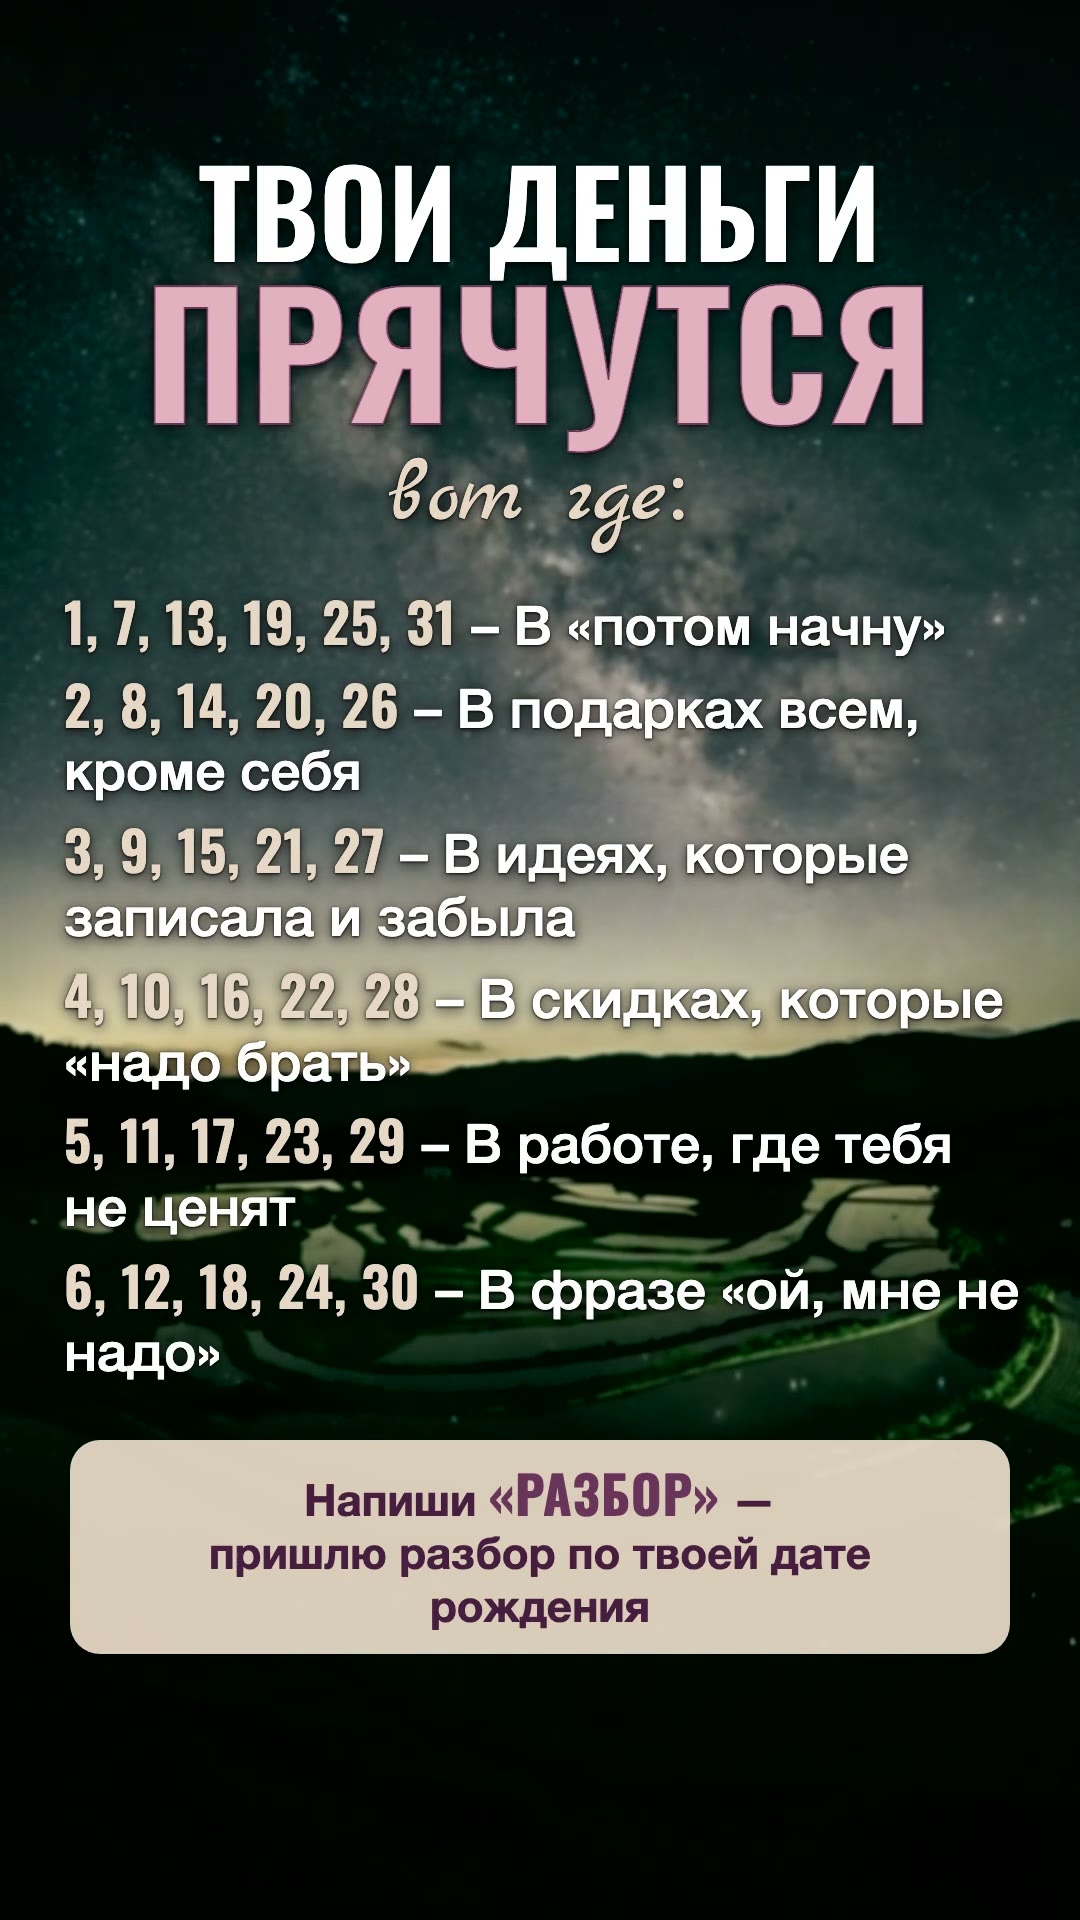 ТВОИ ДЕНЬГИ
ПРЯЧУТСЯ
вот где:
1, 7, 13, 19, 25, 31 – В «потом начну»
2, 8, 14, 20, 26 – В подарках всем,
кроме себя
3, 9, 15, 21, 27 – В идеях, которые
записала и забыла
4, 10, 16, 22, 28 – В скидках, которые
«надо брать»
5, 11, 17, 23, 29 – В работе, где тебя
не ценят
6, 12, 18, 24, 30 – В фразе «ой, мне не
надо»
Напиши «РАЗБОР» —
пришлю разбор по твоей дате
рождения